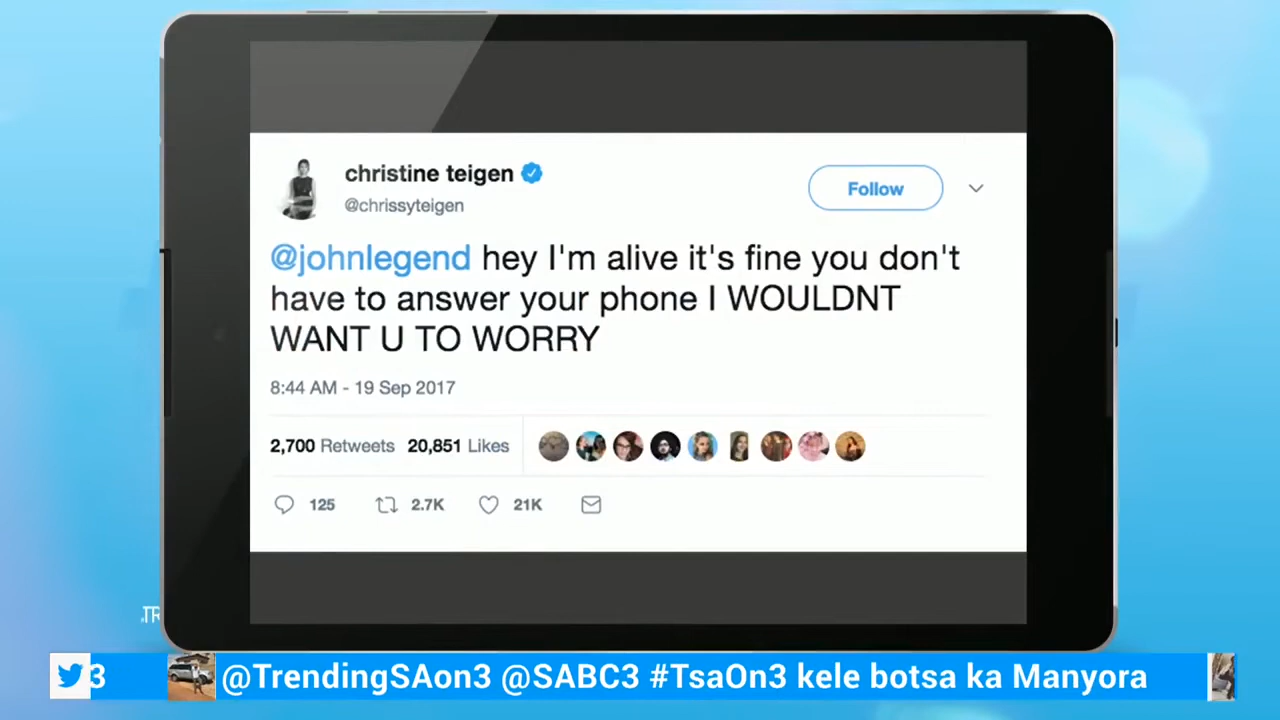 christine teigen
@chrissyteigen
Follow
@johnlegend hey I'm alive it's fine you don't
have to answer your phone I WOULDNT
WANT U TO WORRY
8:44 AM - 19 Sep 2017
2,700 Retweets 20,851 Likes
125 2.7K 21K
.TR
3 @TrendingSAon3 @SABC3 #TsaOn3 kele botsa ka Manyora